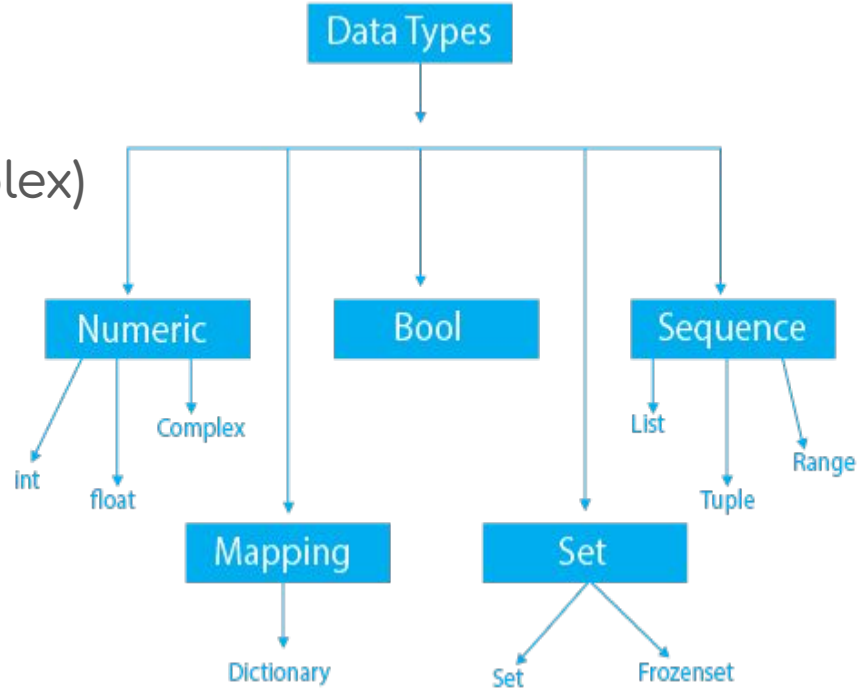 Data Types
lex)
Numeric
Bool
Sequence
int
float
Complex
List
Tuple
Range
Mapping
Set
Dictionary
Set
Frozenset